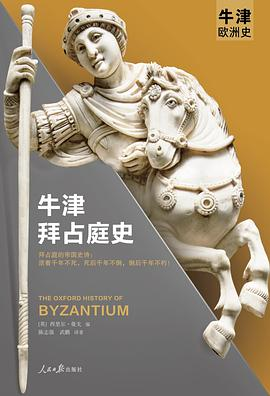 牛津
欧洲史
牛津
拜占庭史
拜占庭的帝国史诗：
活着千年不死，死后千年不倒，倒后千年不朽！
THE OXFORD HISTORY OF
BYZANTIUM
[英] 西里尔·曼戈 编
陈志强 武鹏 译者
人民日报出版社